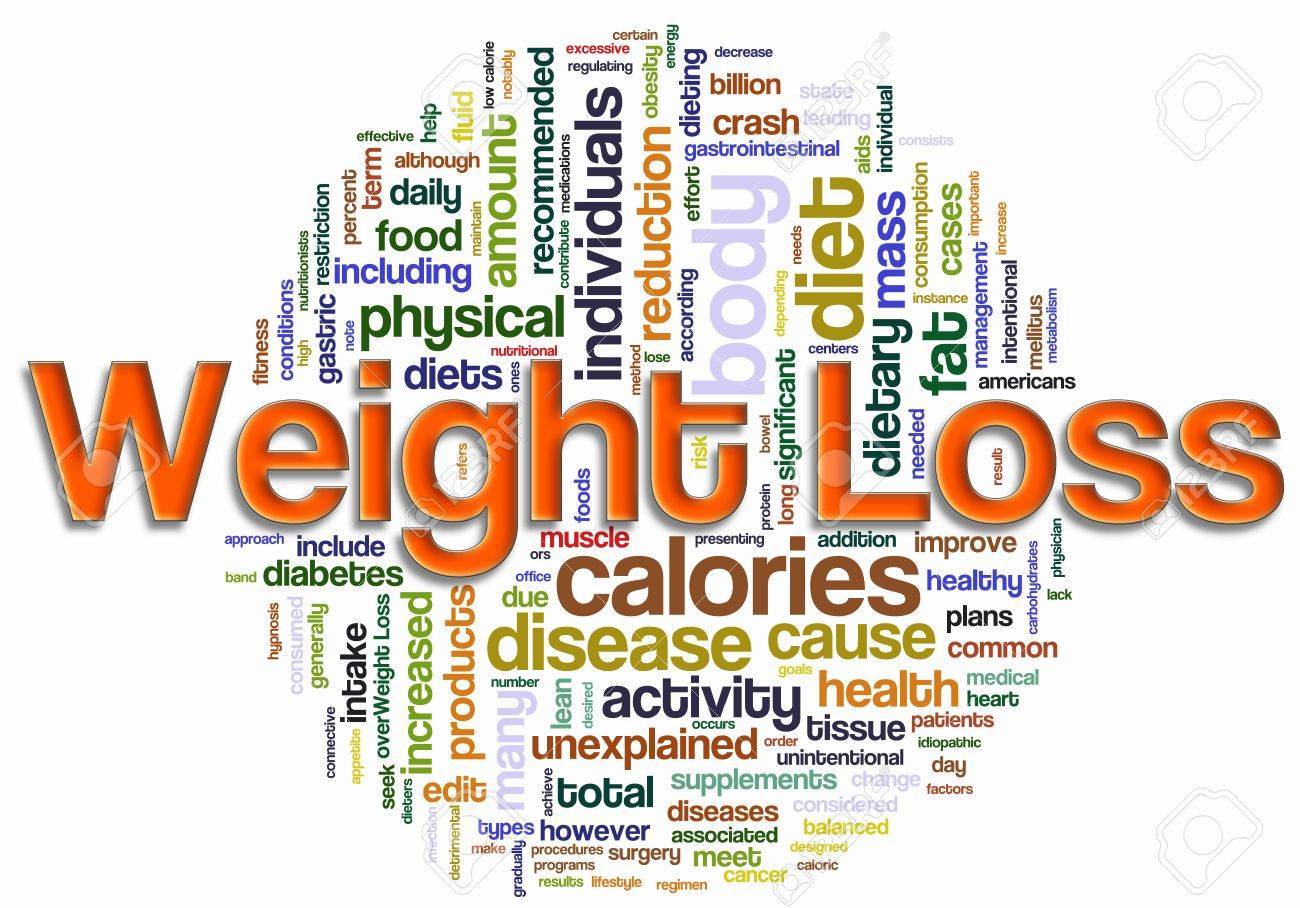 certain
excessive
regulating
energy
decrease
low calorie
notably
recommended
individuals
obesity
dieting
billion
state
crash
leading
individual
consists
gastrointestinal
aids
effective
help
fluid
amount
although
term
percent
daily
food
maintain
including
restriction
nutritionists
medications
contribute
reduction
effort
body
diet
needs
mass
consumption
cases
important
increase
instance
management
intentional
mellitus
metabolism
conditions
fitness
high
gastric
note
physical
nutritional
diets
ones
method
lose
according
depending
centers
dietary
fat
americans
Weight Loss
refers
foods
risk
bowel
significant
protein
long
needed
result
approach
include
muscle
presenting
addition
improve
physician
ors
band
diabetes
office
calories
healthy
carbohydrates
lack
due
plans
hypnosis
consumed
generally
intake
overWeight Loss
seek
increased
products
disease
cause
common
goals
number
many
lean
desired
activity
health
medical
heart
occurs
tissue
patients
connective
appetite
dieters
unexplained
order
unintentional
idiopathic
day
factors
edit
achieve
total
supplements
change
considered
diseases
infection
detrimental
types
however
associated
balanced
make
gradually
procedures
surgery
meet
designed
programs
cancer
caloric
results
lifestyle
regimen
123RF